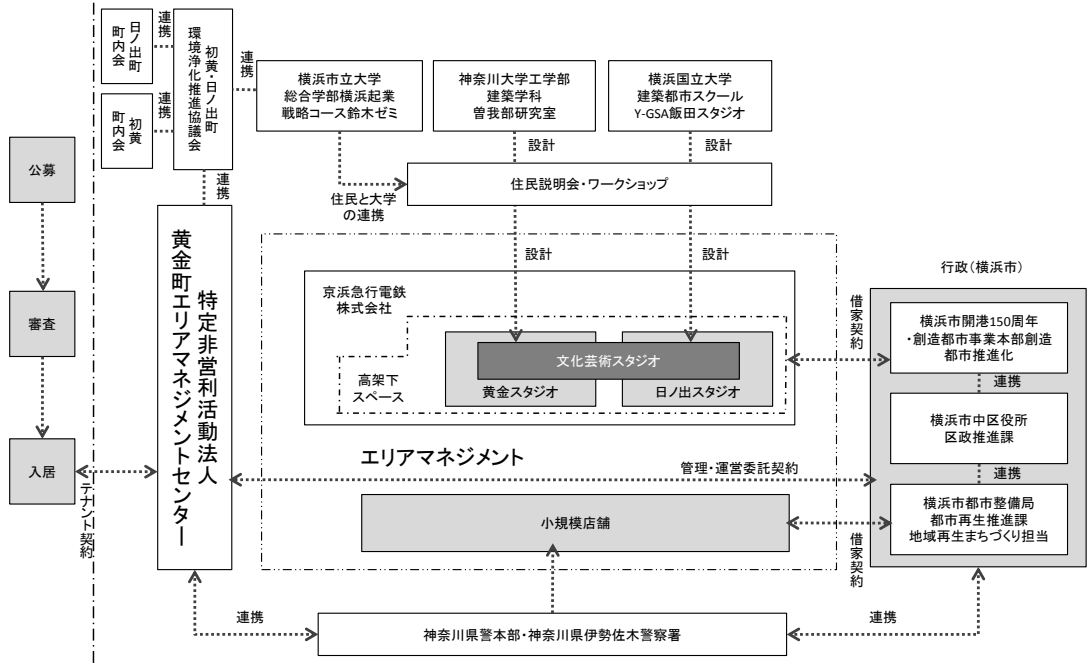 公募
審査
入居
テナント契約
日ノ出町
町内会
連携
初黄
町内会
連携
初黄・日ノ出町
環境浄化推進協議会
連携
連携
特定非営利活動法人
黄金町エリアマネジメントセンター
横浜市立大学
総合学部横浜起業
戦略コース鈴木ゼミ
神奈川大学工学部
建築学科
曽我部研究室
横浜国立大学
建築都市スクール
Y-GSA飯田スタジオ
設計
設計
住民と大学
の連携
住民説明会・ワークショップ
設計
設計
京浜急行電鉄
株式会社
高架下
スペース
文化芸術スタジオ
黄金スタジオ
日ノ出スタジオ
エリアマネジメント
管理・運営委託契約
小規模店舗
借家契約
借家契約
行政(横浜市)
横浜市開港150周年
・創造都市事業本部創造
都市推進化
連携
横浜市中区役所
区政推進課
連携
横浜市都市整備局
都市再生推進課
地域再生まちづくり担当
連携
神奈川県警本部・神奈川県伊勢佐木警察署
連携